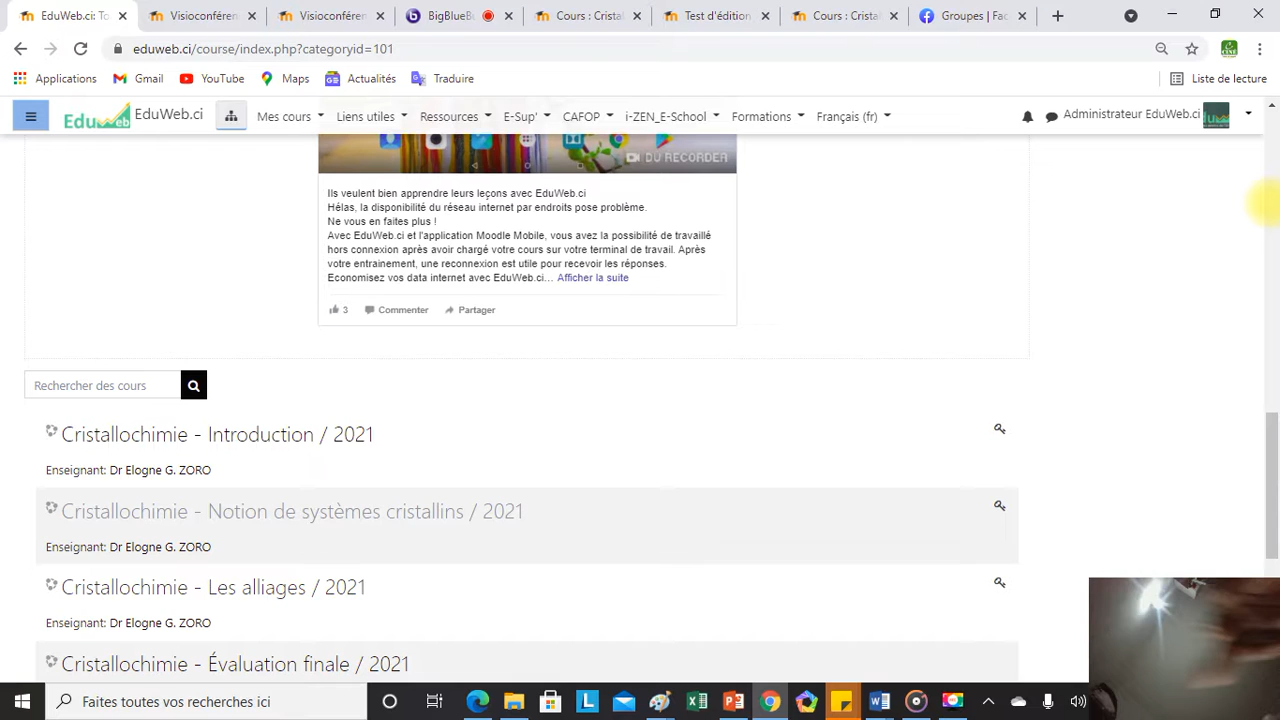 EduWeb.ci: To
Visioconféren
Visioconféren
BigBlueB
Cours : Cristal
Test d'édition
Cours : Cristal
Groupes | Fac
eduweb.ci/course/index.php?categoryid=101
Applications
Gmail
YouTube
Maps
Actualités
Traduire
Liste de lecture
EduWeb
EduWeb.ci
Mes cours
Liens utiles
Ressources
E-Sup'
CAFOP
i-ZEN_E-School
Formations
Français (fr)
Administrateur EduWeb.ci
DU RECORDER
Ils veulent bien apprendre leurs leçons avec EduWeb.ci
Hélas, la disponibilité du réseau internet par endroits pose problème.
Ne vous en faites plus !
Avec EduWeb.ci et l'application Moodle Mobile, vous avez la possibilité de travaillé
hors connexion après avoir chargé votre cours sur votre terminal de travail. Après
votre entrainement, une reconnexion est utile pour recevoir les réponses.
Economisez vos data internet avec EduWeb.ci... Afficher la suite
3
Commenter
Partager
Rechercher des cours
Cristallochimie - Introduction / 2021
Enseignant: Dr Elogne G. ZORO
Cristallochimie - Notion de systèmes cristallins / 2021
Enseignant: Dr Elogne G. ZORO
Cristallochimie - Les alliages / 2021
Enseignant: Dr Elogne G. ZORO
Cristallochimie - Évaluation finale / 2021
Faites toutes vos recherches ici